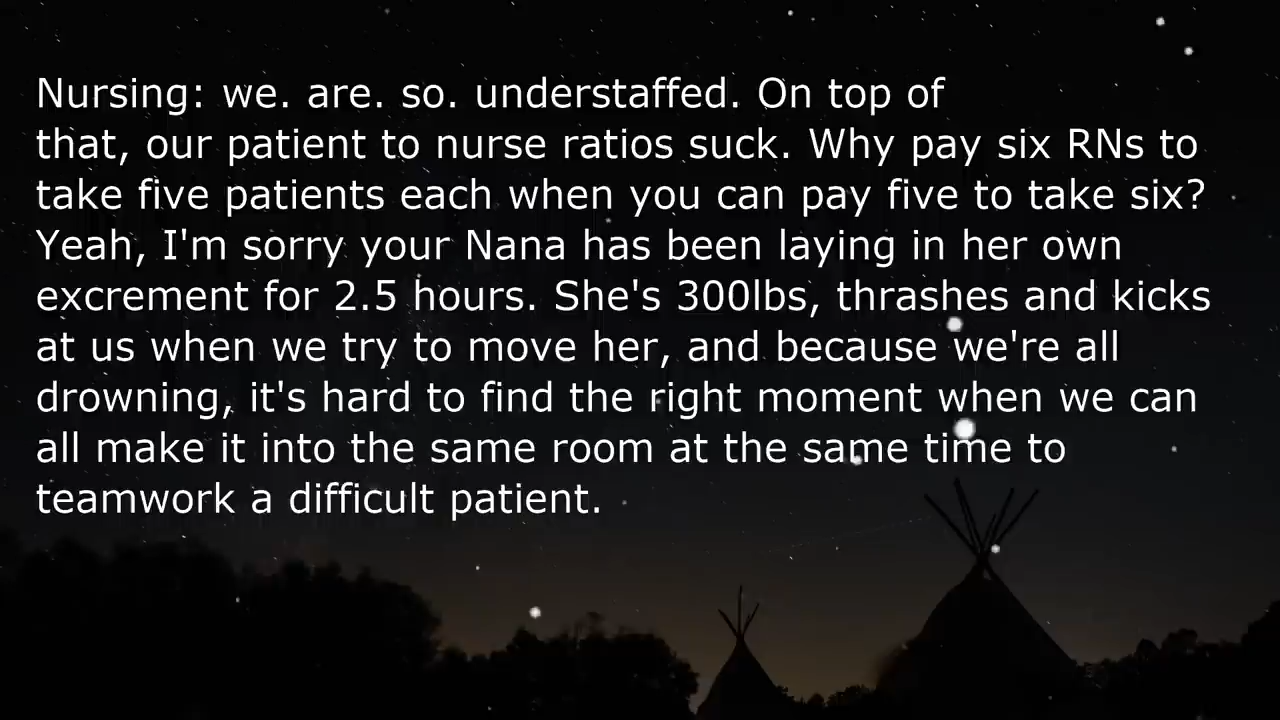 Nursing: we. are. so. understaffed. On top of
that, our patient to nurse ratios suck. Why pay six RNs to
take five patients each when you can pay five to take six?
Yeah, I'm sorry your Nana has been laying in her own
excrement for 2.5 hours. She's 300lbs, thrashes and kicks
at us when we try to move her, and because we're all
drowning, it's hard to find the right moment when we can
all make it into the same room at the same time to
teamwork a difficult patient.